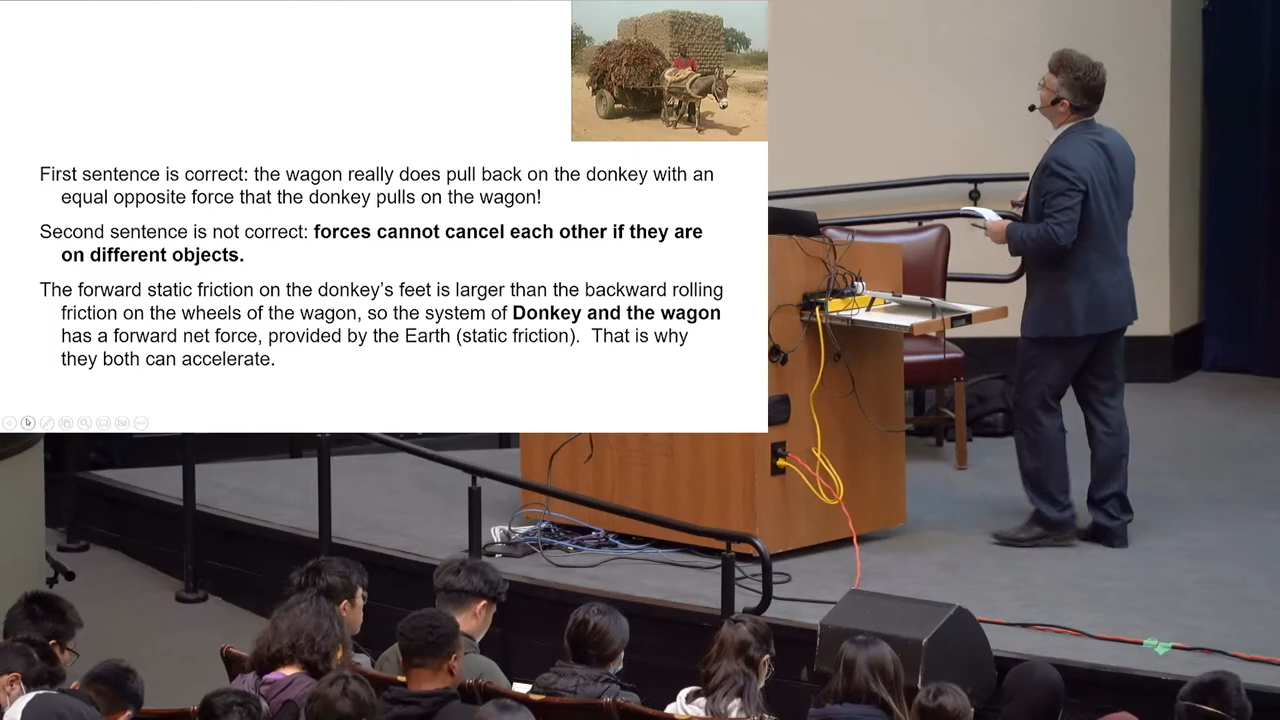 First sentence is correct: the wagon really does pull back on the donkey with an
equal opposite force that the donkey pulls on the wagon!
Second sentence is not correct: forces cannot cancel each other if they are
on different objects.
The forward static friction on the donkey's feet is larger than the backward rolling
friction on the wheels of the wagon, so the system of Donkey and the wagon
has a forward net force, provided by the Earth (static friction).  That is why
they both can accelerate.